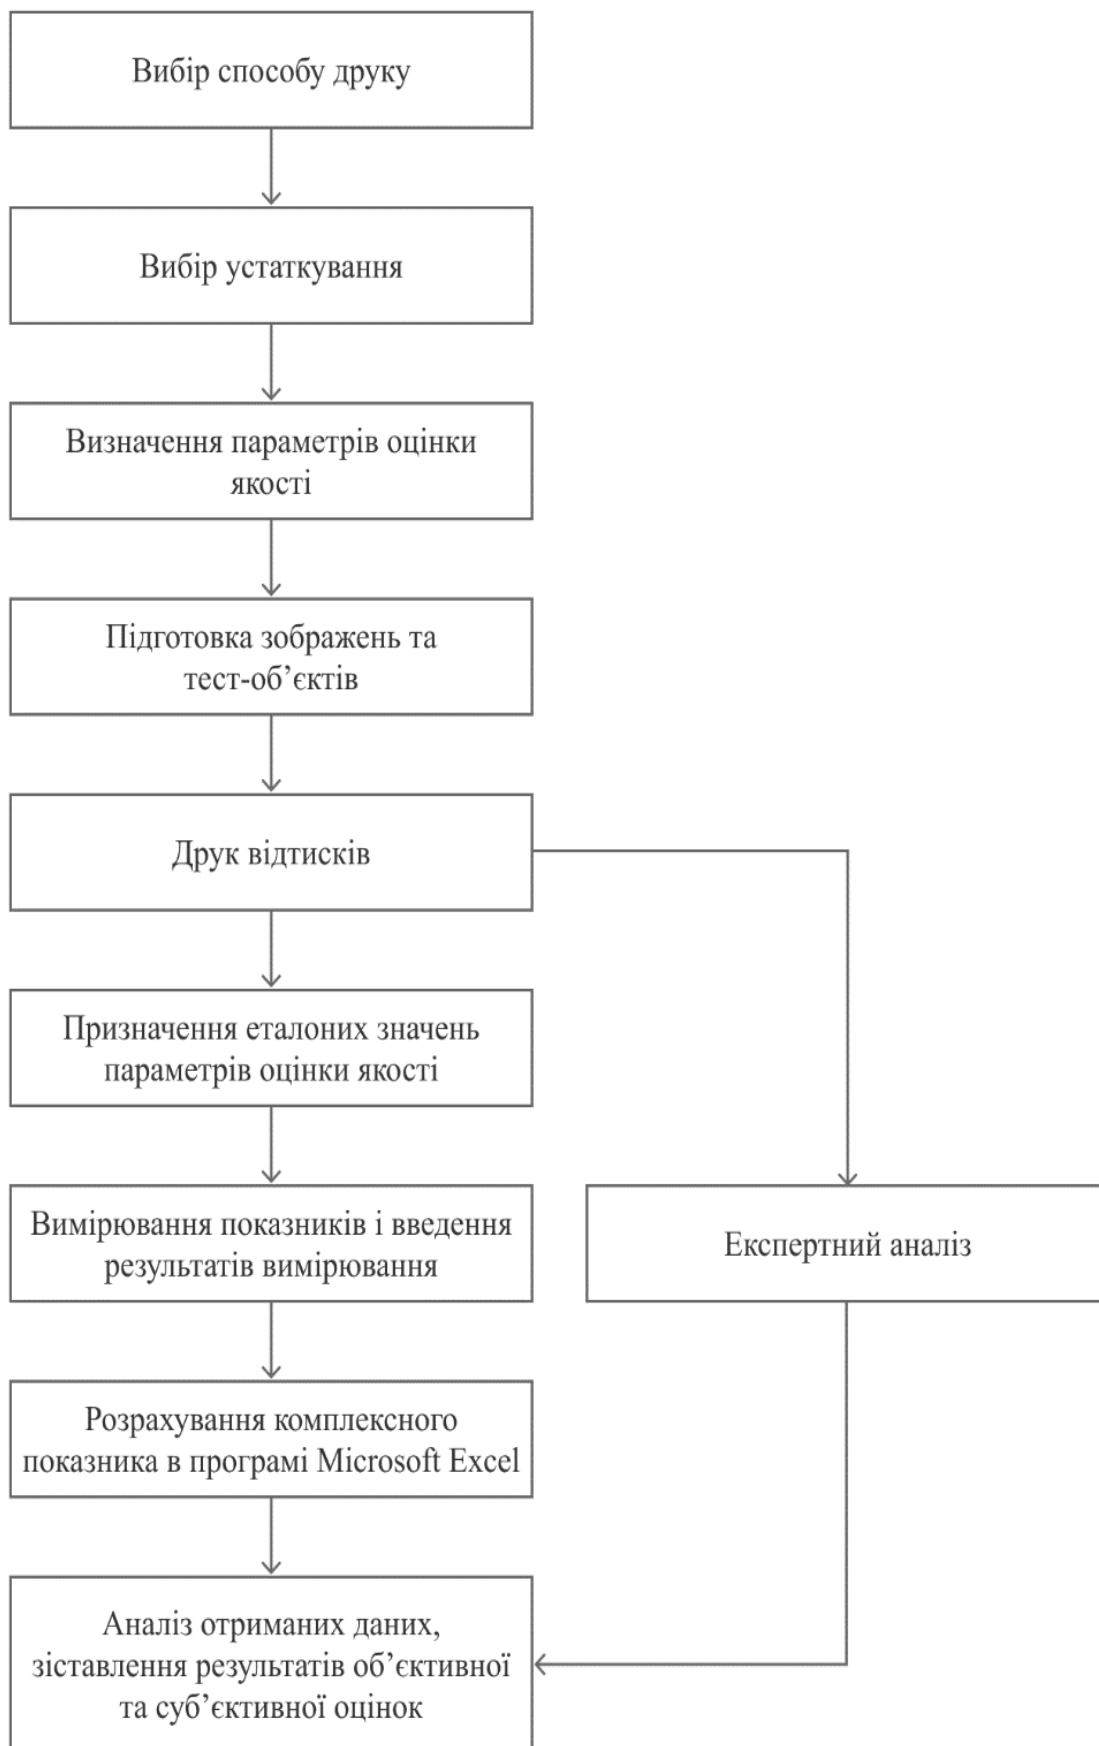 Вибір способу друку
Вибір устаткування
Визначення параметрів оцінки
якості
Підготовка зображень та
тест-об’єктів
Друк відтисків
Призначення еталоних значень
параметрів оцінки якості
Вимірювання показників і введення
результатів вимірювання
Експертний аналіз
Розрахування комплексного
показника в програмі Microsoft Excel
Аналіз отриманих даних,
зіставлення результатів об’єктивної
та суб’єктивної оцінок